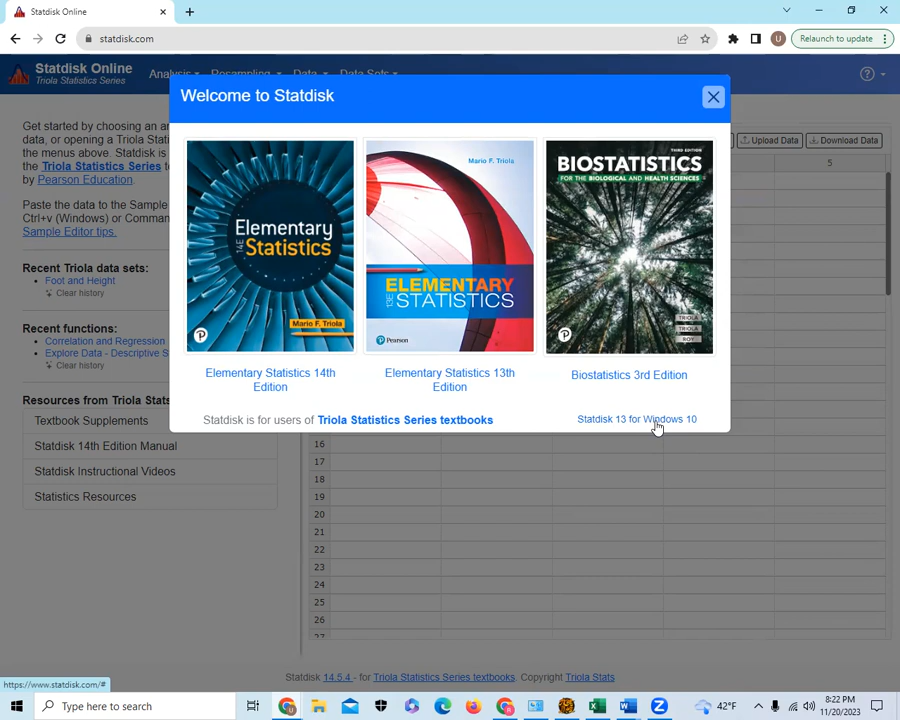 Statdisk Online
statdisk.com
Relaunch to update
U
Statdisk Online
Triola Statistics Series
Analysis
Resampling
Data
Data Sets
Welcome to Statdisk
Get started by choosing an
data, or opening a Triola Stati
the menus above. Statdisk is
the Triola Statistics Series
by Pearson Education.
Paste the data to the Sample
Ctrl+v (Windows) or Comman
Sample Editor tips.
Recent Triola data sets:
Foot and Height
Clear history
Recent functions:
Correlation and Regression
Explore Data - Descriptive S
Clear history
Resources from Triola Stats
Textbook Supplements
Statdisk 14th Edition Manual
Statdisk Instructional Videos
Statistics Resources
Elementary
14E Statistics
Mario F. Triola
Mario F. Triola
ELEMENTARY
13E STATISTICS
Pearson
THIRD EDITION
BIOSTATISTICS
FOR THE BIOLOGICAL AND HEALTH SCIENCES
TRIOLA
TRIOLA
ROY
Elementary Statistics 14th
Edition
Elementary Statistics 13th
Edition
Biostatistics 3rd Edition
Statdisk is for users of Triola Statistics Series textbooks
Statdisk 13 for Windows 10
Upload Data
Download Data
5
16
17
18
19
20
21
22
23
24
25
26
27
Statdisk 14.5.4 - for Triola Statistics Series textbooks. Copyright Triola Stats
https://www.statdisk.com/#
Type here to search
42°F
8:22 PM
11/20/2023